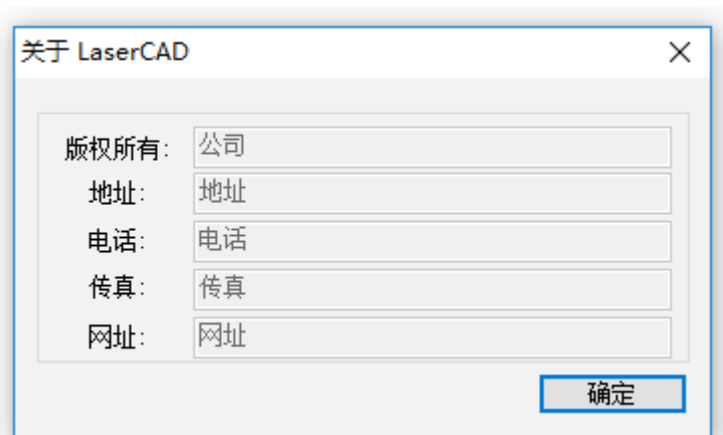 关于 LaserCAD
版权所有: 公司
地址: 地址
电话: 电话
传真: 传真
网址: 网址
确定